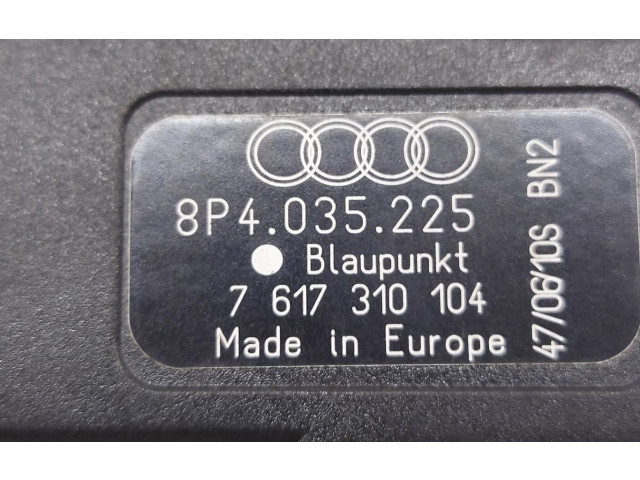 8P4.035.225
Blaupunkt
7 617 310 104
Made in Europe
47/06/10S BN2